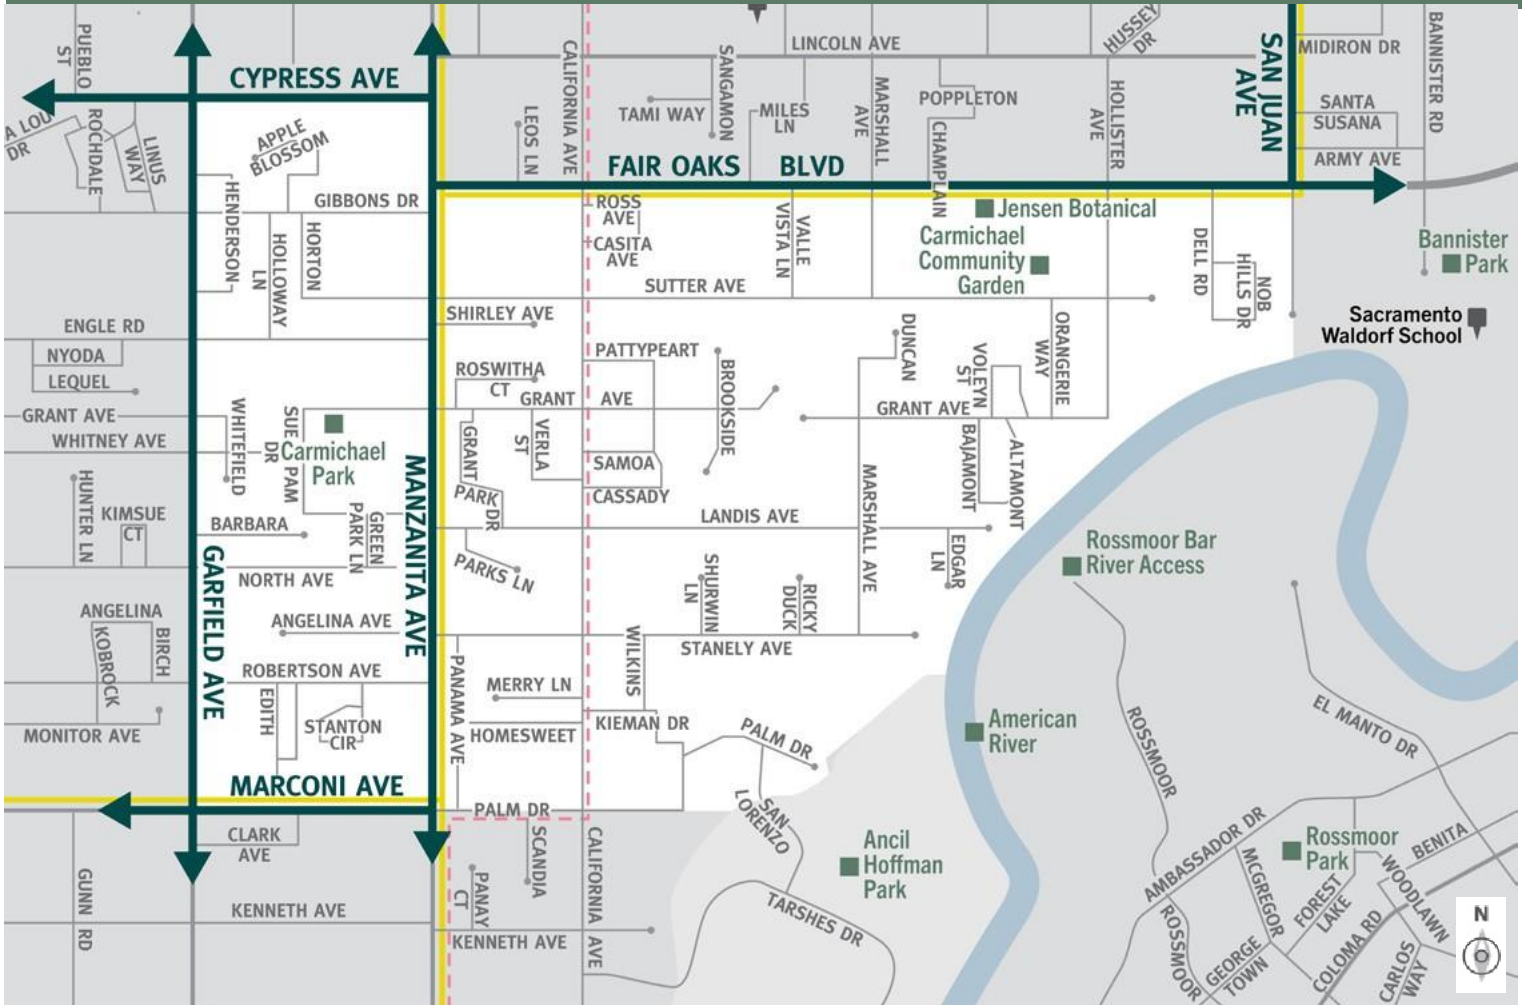 PUEBLO
ST
CYPRESS AVE
CALIFORNIA AVE
SANGAMON
LINCOLN AVE
HUSSEY
DR
SAN JUAN
AVE
MIDIRON DR
BANNISTER RD
A LOU
DR
ROCHDALE
LINUS
WAY
APPLE
BLOSSOM
LEOS LN
TAMI WAY
MILES
LN
MARSHALL
AVE
POPPLETON
CHAMPLAIN
HOLLISTER
AVE
SANTA
SUSANA
ARMY AVE
FAIR OAKS BLVD
HENDERSON
GIBBONS DR
HOLLOWAY
LN
HORTON
ROSS
AVE
CASITA
AVE
VALLE
VISTA LN
Jensen Botanical
Carmichael
Community
Garden
DELL RD
NOB
HILLS DR
Bannister
Park
SUTTER AVE
SHIRLEY AVE
Sacramento
Waldorf School
ENGLE RD
NYODA
LEQUEL
GRANT AVE
WHITNEY AVE
ROSWITHA
CT
PATTYPEART
BROOKSIDE
DUNCAN
VOLEYN
ST
ORANGERIE
WAY
GRANT AVE
GRANT AVE
WHITEFIELD
SUE PAM
DR
Carmichael
Park
MANZANITA AVE
GRANT
PARK DR
VERLA
ST
SAMOA
CASSADY
BAJAMONT
ALTAMONT
HUNTER LN
KIMSUE
CT
BARBARA
GREEN
PARK LN
LANDIS AVE
MARSHALL AVE
EDGAR
LN
Rossmoor Bar
River Access
GARFIELD AVE
NORTH AVE
PARKS LN
SHURWIN
LN
RICKY
DUCK
ANGELINA
KOBROCK
BIRCH
ANGELINA AVE
ROBERTSON AVE
STANELY AVE
WILKINS
PANAMA AVE
MERRY LN
EDITH
STANTON
CIR
MONITOR AVE
HOMESWEET
KIEMAN DR
PALM DR
American
River
ROSSMOOR
EL MANTO DR
MARCONI AVE
PALM DR
SAN
LORENZO
CLARK
AVE
SCANDIA
CALIFORNIA AVE
Ancil
Hoffman
Park
AMBASSADOR DR
Rossmoor
Park
BENITA
GUNN RD
KENNETH AVE
PANAY
CT
KENNETH AVE
TARSHES DR
MCGREGOR
FOREST
LAKE
WOODLAWN
ROSSMOOR
GEORGE
TOWN
COLOMA RD
CARLOS
WAY
N